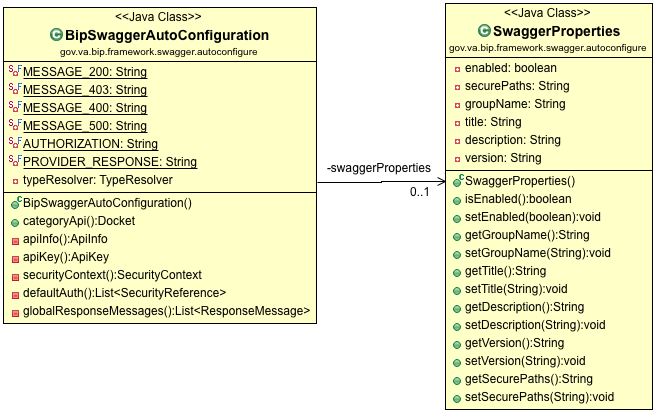 <<Java Class>>
BipSwaggerAutoConfiguration
gov.va.bip.framework.swagger.autoconfigure
MESSAGE_200: String
MESSAGE_403: String
MESSAGE_400: String
MESSAGE_500: String
AUTHORIZATION: String
PROVIDER_RESPONSE: String
typeResolver: TypeResolver
BipSwaggerAutoConfiguration()
categoryApi():Docket
apiInfo():ApiInfo
apiKey():ApiKey
securityContext():SecurityContext
defaultAuth():List<SecurityReference>
globalResponseMessages():List<ResponseMessage>
-swaggerProperties
0..1
<<Java Class>>
SwaggerProperties
gov.va.bip.framework.swagger.autoconfigure
enabled: boolean
securePaths: String
groupName: String
title: String
description: String
version: String
SwaggerProperties()
isEnabled():boolean
setEnabled(boolean):void
getGroupName():String
setGroupName(String):void
getTitle():String
setTitle(String):void
getDescription():String
setDescription(String):void
getVersion():String
setVersion(String):void
getSecurePaths():String
setSecurePaths(String):void